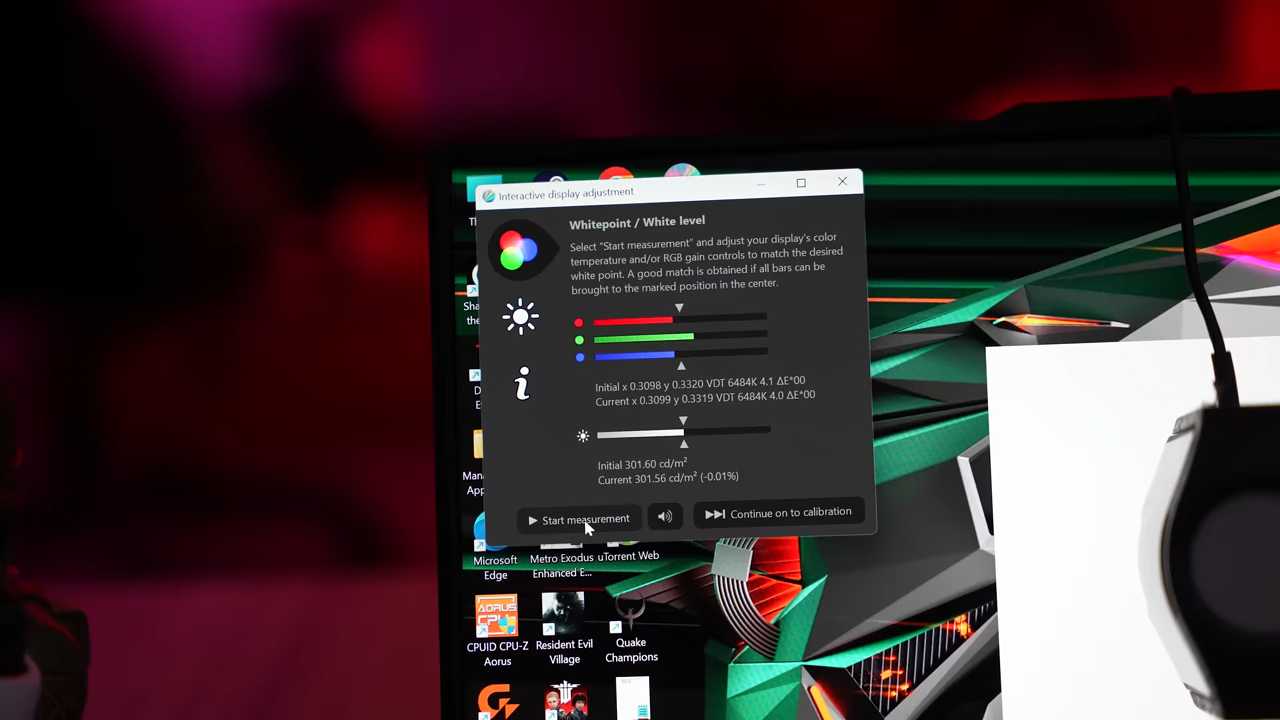 Interactive display adjustment
Whitepoint / White level
Select "Start measurement" and adjust your display's color
temperature and/or RGB gain controls to match the desired
white point. A good match is obtained if all bars can be
brought to the marked position in the center.
Initial x 0.3098 y 0.3320 VDT 6484K 4.1 ΔE*00
Current x 0.3099 y 0.3319 VDT 6484K 4.0 ΔE*00
Initial 301.60 cd/m²
Current 301.56 cd/m² (-0.01%)
Start measurement
Continue on to calibration
Microsoft
Edge
Metro Exodus
Enhanced E...
uTorrent Web
AORUS
CPU
CPUID CPU-Z
Aorus
Resident Evil
Village
Quake
Champions